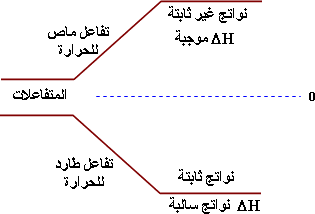 نواتج غير ثابتة
ΔH موجبة
تفاعل ماص
للحرارة
المتفاعلات
0
تفاعل طارد
للحرارة
نواتج ثابتة
ΔH نواتج سالبة